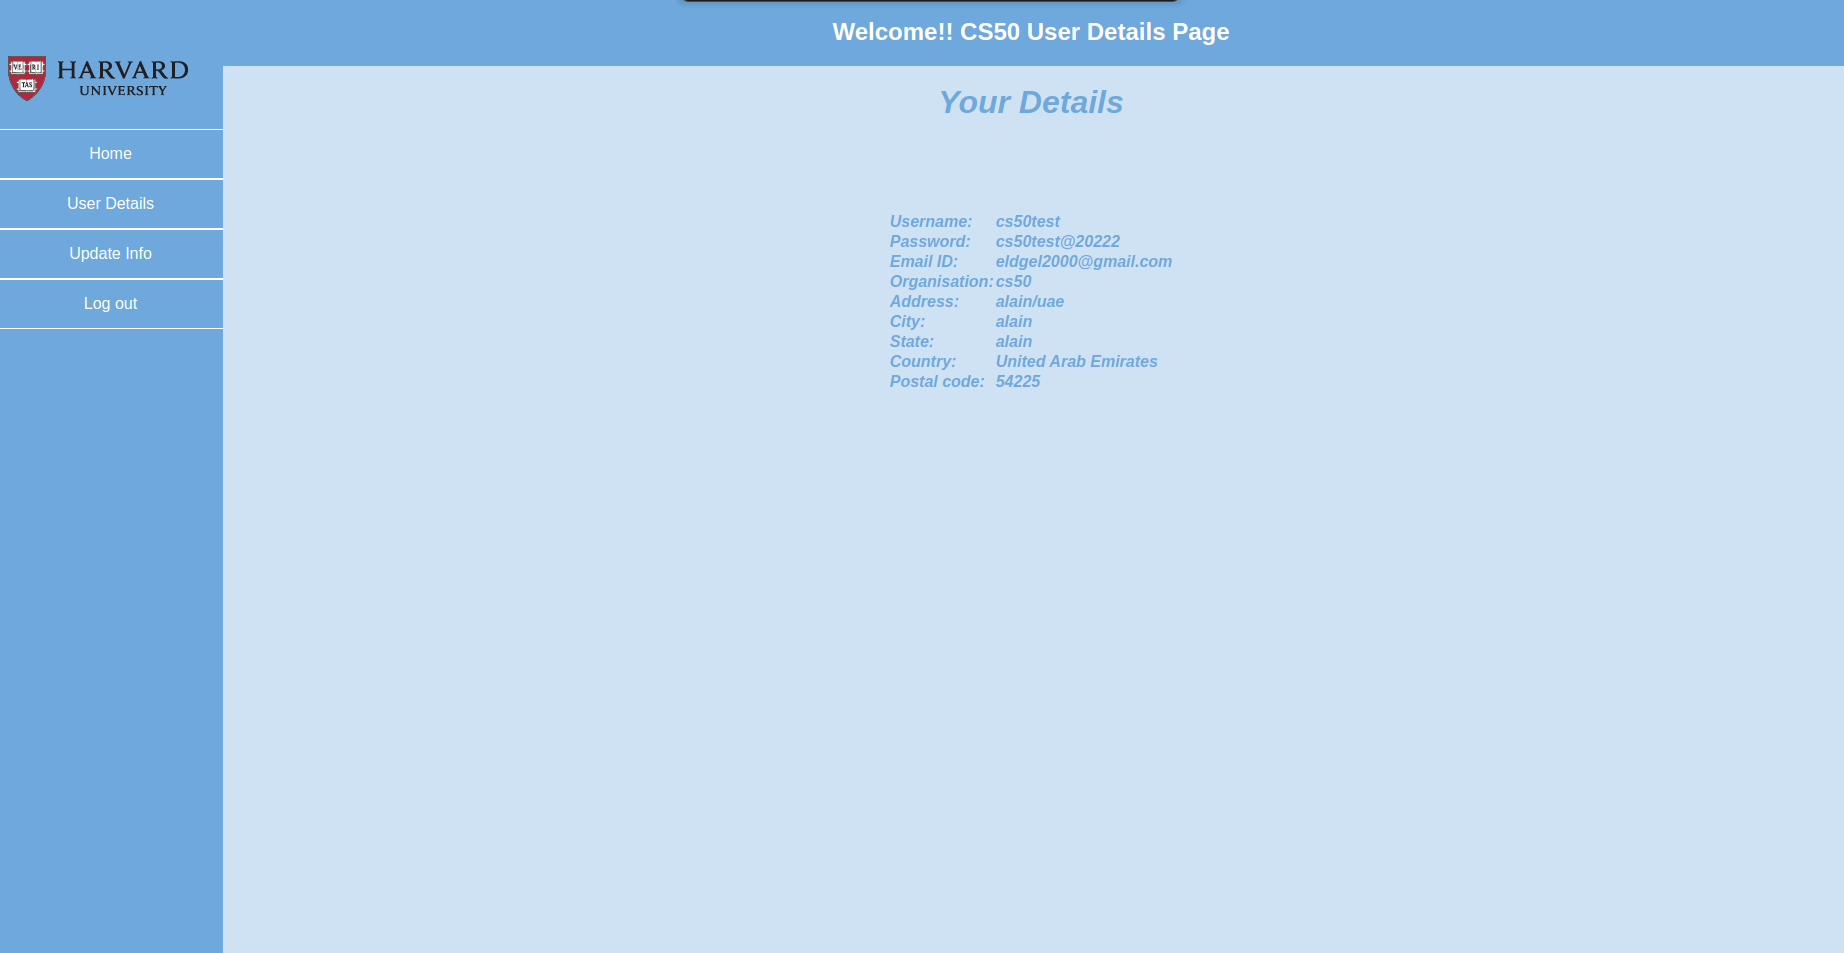 Welcome!! CS50 User Details Page
VE RI
TAS
HARVARD
UNIVERSITY
Home
User Details
Update Info
Log out
Your Details
Username: cs50test
Password: cs50test@20222
Email ID: eldgel2000@gmail.com
Organisation: cs50
Address: alain/uae
City: alain
State: alain
Country: United Arab Emirates
Postal code: 54225